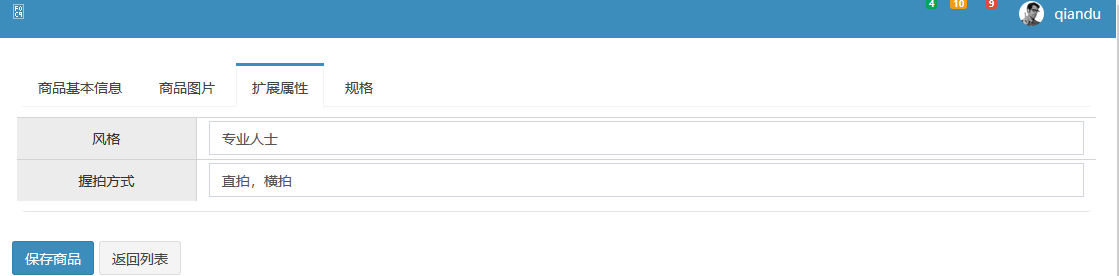 4 10 9 qiandu
商品基本信息 商品图片 扩展属性 规格
风格 专业人士
握拍方式 直拍，横拍
保存商品 返回列表